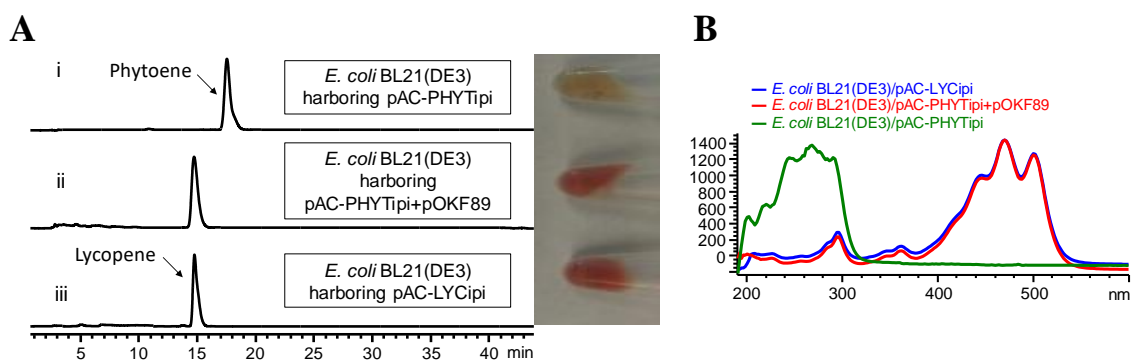 A
i
Phytoene
E. coli BL21(DE3)
harboring pAC-PHYTipi
ii
E. coli BL21(DE3)
harboring
pAC-PHYTipi+pOKF89
Lycopene
iii
E. coli BL21(DE3)
harboring pAC-LYCipi
5 10 15 20 25 30 35 40 min
B
E. coli BL21(DE3)/pAC-LYCipi
E. coli BL21(DE3)/pAC-PHYTipi+pOKF89
E. coli BL21(DE3)/pAC-PHYTipi
1400
1200
1000
800
600
400
200
0
200 300 400 500 nm